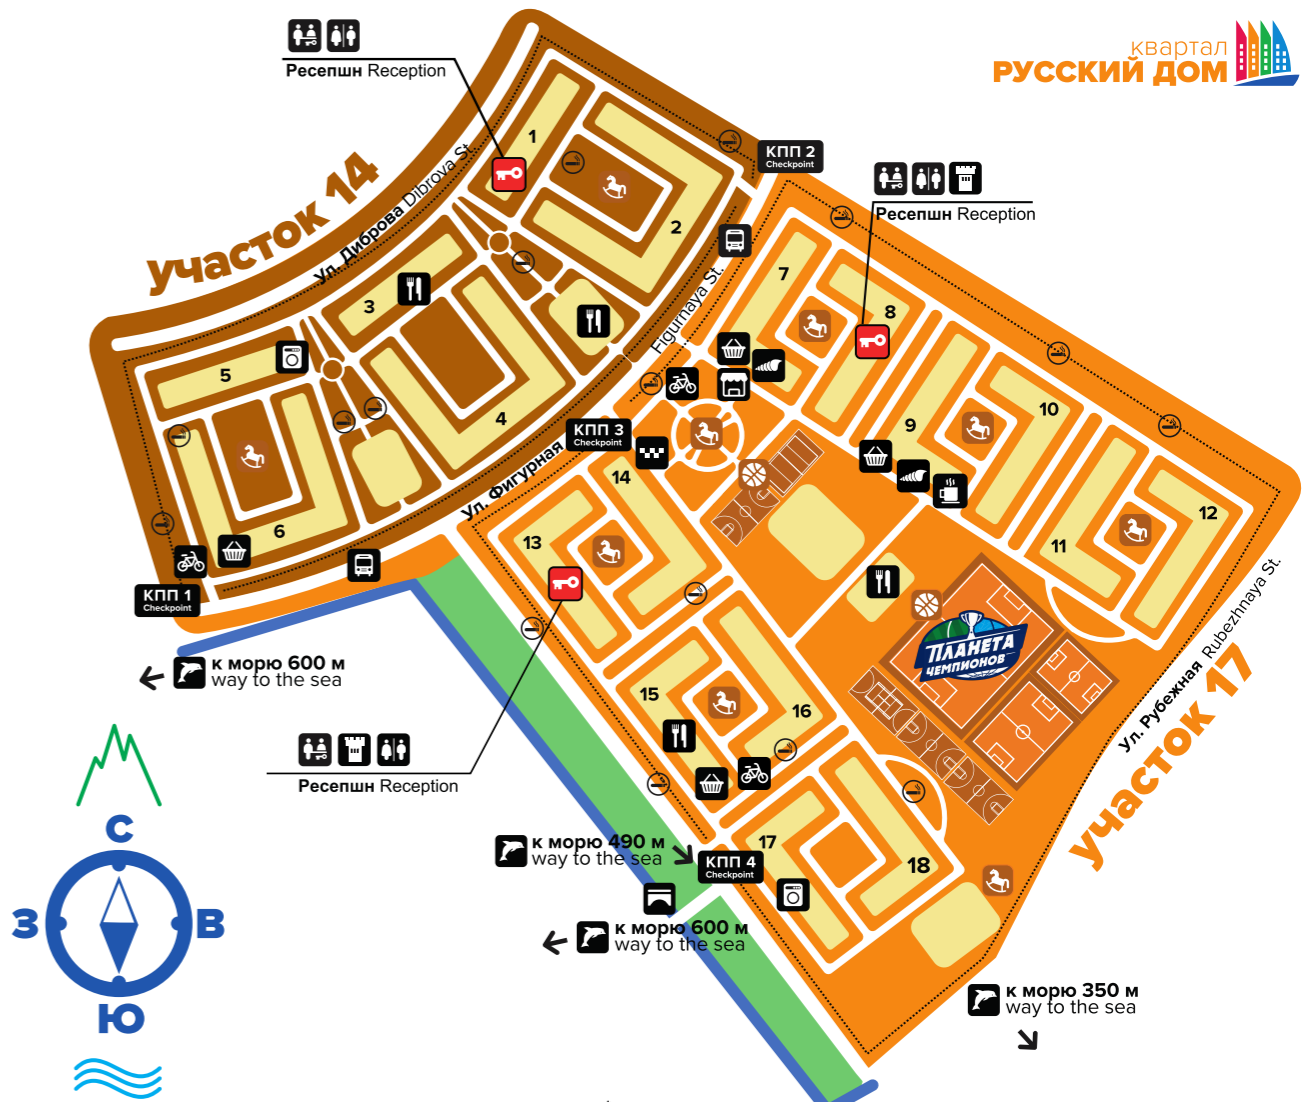 квартал
РУССКИЙ ДОМ
Ресепшн Reception
участок 14
Ул. Диброва Dibrova St.
1
2
3
4
5
6
КПП 2
Checkpoint
Ресепшн Reception
Figurnaya St.
Ул. Фигурная
7
8
9
10
11
12
КПП 3
Checkpoint
14
13
КПП 1
Checkpoint
ПЛАНЕТА
ЧЕМПИОНОВ
Ул. Рубежная Rubezhnaya St.
участок 17
к морю 600 м
way to the sea
15
16
Ресепшн Reception
17
18
к морю 490 м
way to the sea
КПП 4
Checkpoint
к морю 600 м
way to the sea
к морю 350 м
way to the sea
С
З
В
Ю